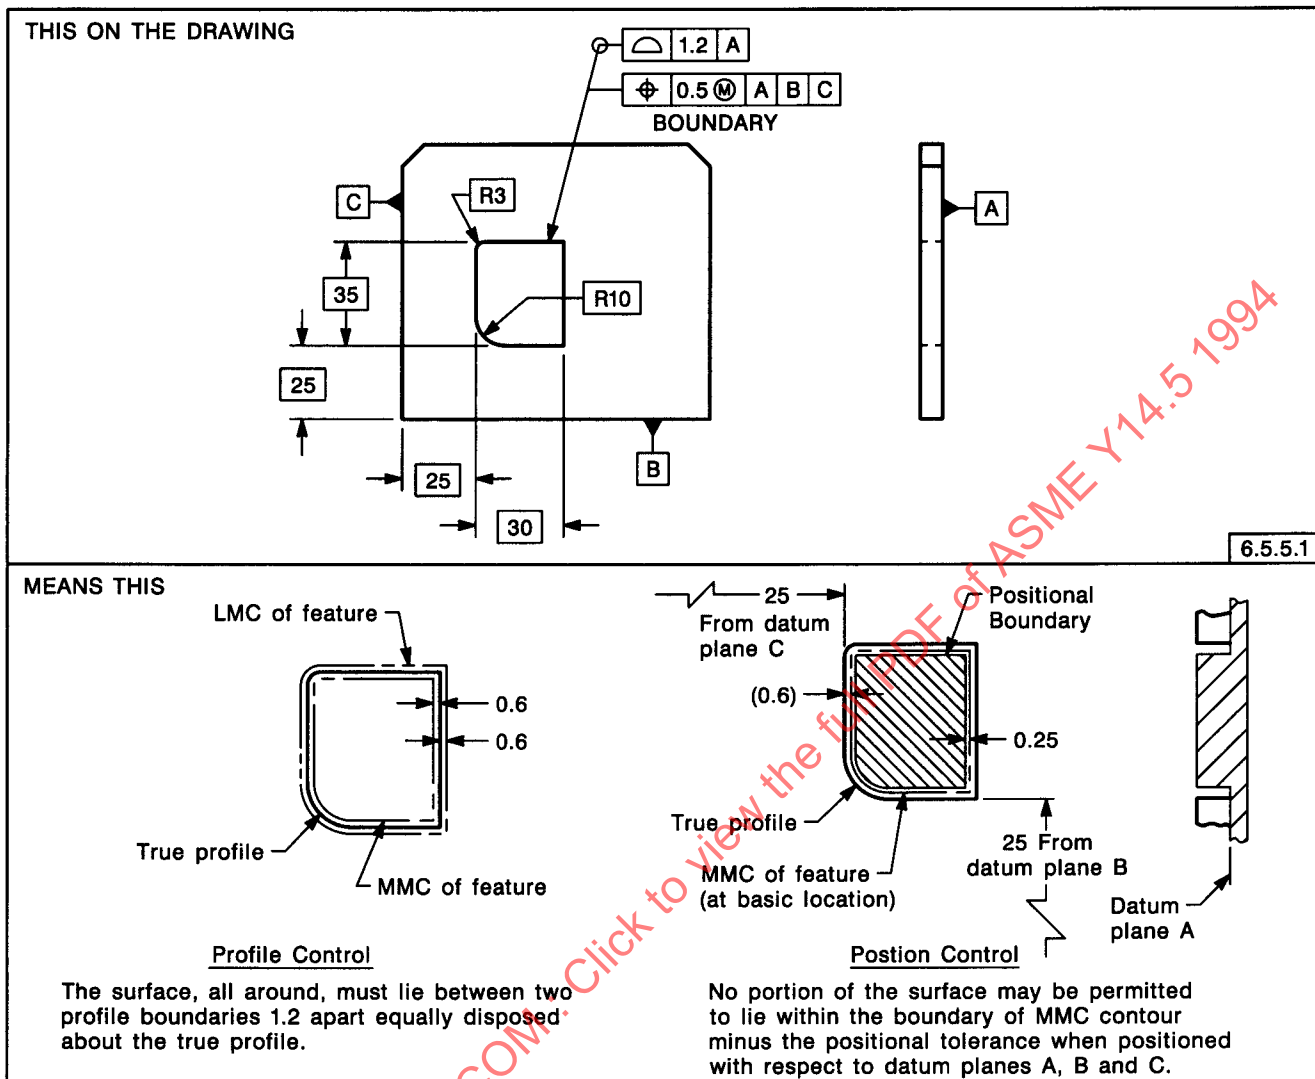 THIS ON THE DRAWING
⌓ 1.2 A
⌖ 0.5 Ⓜ A B C
BOUNDARY
C
R3
A
35
R10
25
B
25
30
6.5.5.1
MEANS THIS
LMC of feature
0.6
0.6
True profile
MMC of feature
Profile Control
The surface, all around, must lie between two
profile boundaries 1.2 apart equally disposed
about the true profile.
25
From datum
plane C
Positional
Boundary
(0.6)
0.25
True profile
MMC of feature
(at basic location)
25 From
datum plane B
Datum
plane A
Postion Control
No portion of the surface may be permitted
to lie within the boundary of MMC contour
minus the positional tolerance when positioned
with respect to datum planes A, B and C.
COM: Click to view the full PDF of ASME Y14.5 1994